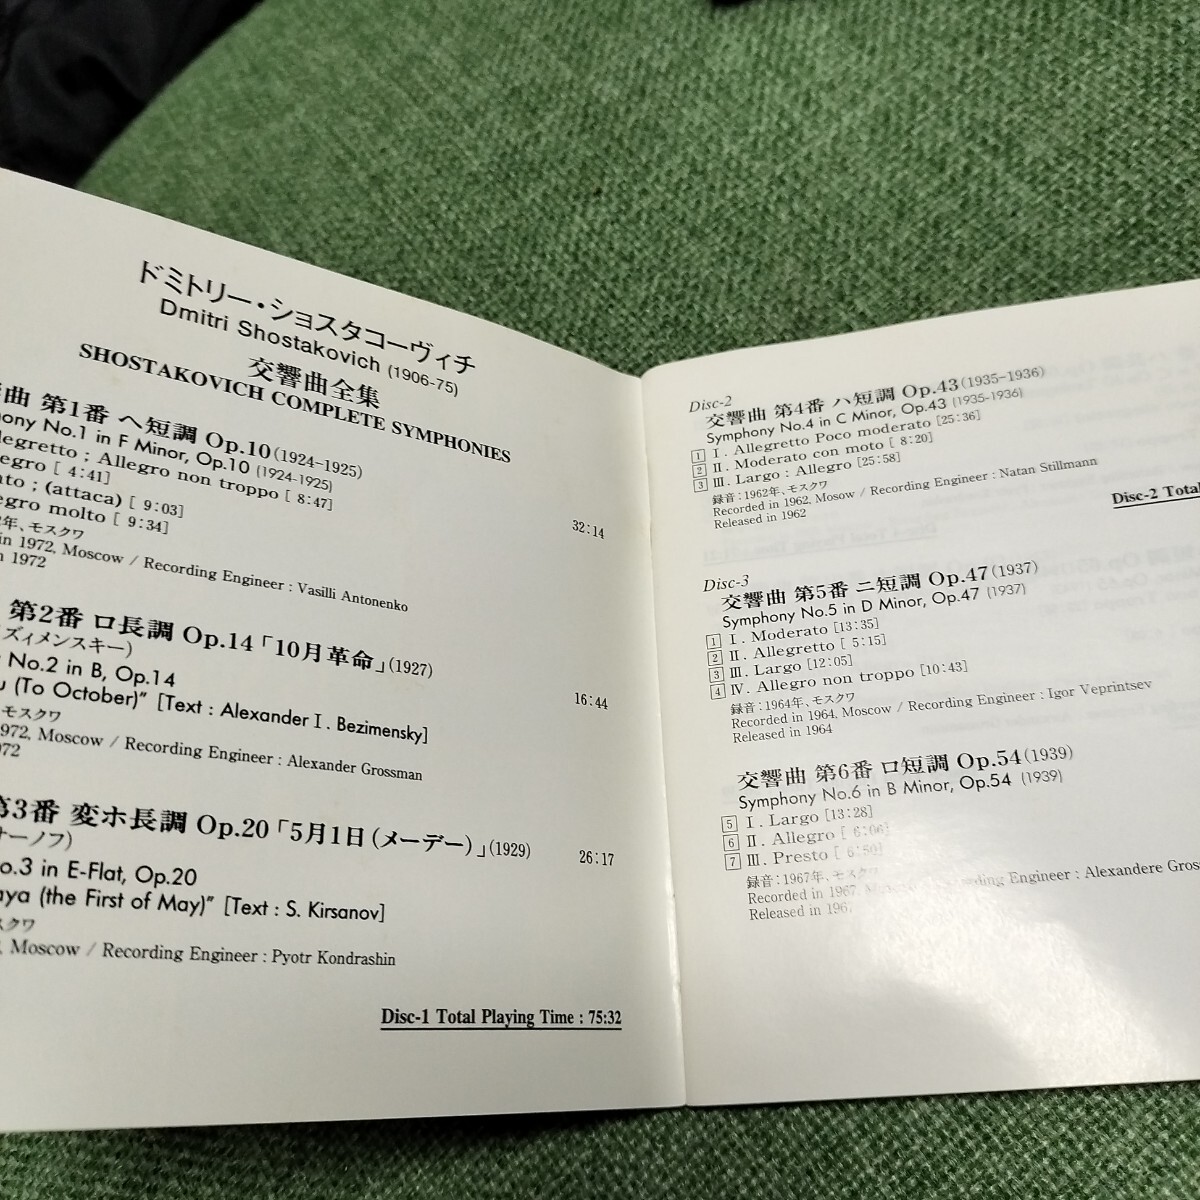 ドミトリー・ショスタコーヴィチ
Dmitri Shostakovich (1906-75)
交響曲全集
SHOSTAKOVICH COMPLETE SYMPHONIES
曲 第1番 ヘ短調 Op.10(1924-1925)
ony No.1 in F Minor, Op.10 (1924-1925)
legretto ; Allegro non troppo [ 8:47]
egro [ 4:41]
nto ; (attaca) [ 9:03]
egro molto [ 9:34]
32:14
2年、モスクワ
in 1972, Moscow / Recording Engineer : Vasilli Antonenko
n 1972
第2番 ロ長調 Op.14「10月革命」(1927)
ズィメンスキー)
No.2 in B, Op.14
16:44
u (To October)" [Text : Alexander I. Bezimensky]
モスクワ
1972, Moscow / Recording Engineer : Alexander Grossman
972
第3番 変ホ長調 Op.20「5月1日(メーデー)」(1929)
26:17
サーノフ)
o.3 in E-Flat, Op.20
aya (the First of May)" [Text : S. Kirsanov]
スクワ
, Moscow / Recording Engineer : Pyotr Kondrashin
Disc-1 Total Playing Time : 75:32
Disc-2
交響曲 第4番 ハ短調 Op.43(1935-1936)
Symphony No.4 in C Minor, Op.43 (1935-1936)
1 I. Allegretto Poco moderato [25:36]
2 II. Moderato con moto [ 8:20]
3 III. Largo : Allegro [25:58]
録音:1962年、モスクワ
Recorded in 1962, Mosow / Recording Engineer : Natan Stillmann
Released in 1962
Disc-2 Total
Disc-3
交響曲 第5番 ニ短調 Op.47(1937)
Symphony No.5 in D Minor, Op.47 (1937)
1 I. Moderato [13:35]
2 II. Allegretto [ 5:15]
3 III. Largo [12:05]
4 IV. Allegro non troppo [10:43]
録音:1964年、モスクワ
Recorded in 1964, Moscow / Recording Engineer : Igor Veprintsev
Released in 1964
交響曲 第6番 ロ短調 Op.54(1939)
Symphony No.6 in B Minor, Op.54 (1939)
5 I. Largo [13:28]
6 II. Allegro [ 6:06]
7 III. Presto [ 6:50]
録音:1967年、モスクワ
Recorded in 1967, Moscow / Recording Engineer : Alexandere Gross
Released in 196